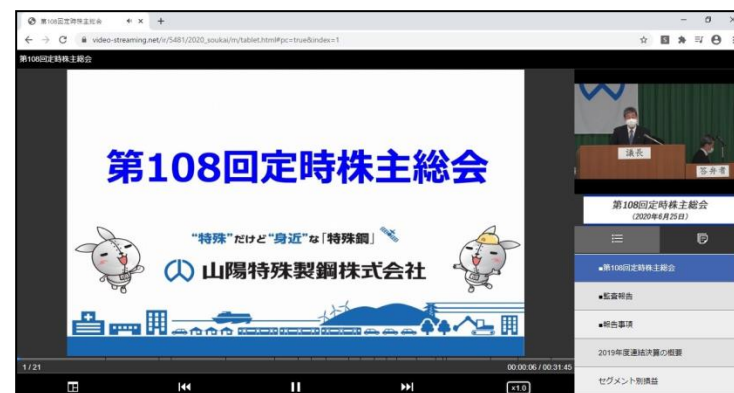 第108回定時株主総会
video-streaming.net/ir/5481/2020_soukai/m/tablet.html#pc=true&index=1
第108回定時株主総会
第108回定時株主総会
“特殊”だけど“身近”な「特殊鋼」
山陽特殊製鋼株式会社
1 / 21
00:00:06 / 00:31:45
×1.0
議長
答弁者
第108回定時株主総会
(2020年6月25日)
■第108回定時株主総会
■監査報告
■報告事項
2019年度連結決算の概要
セグメント別損益